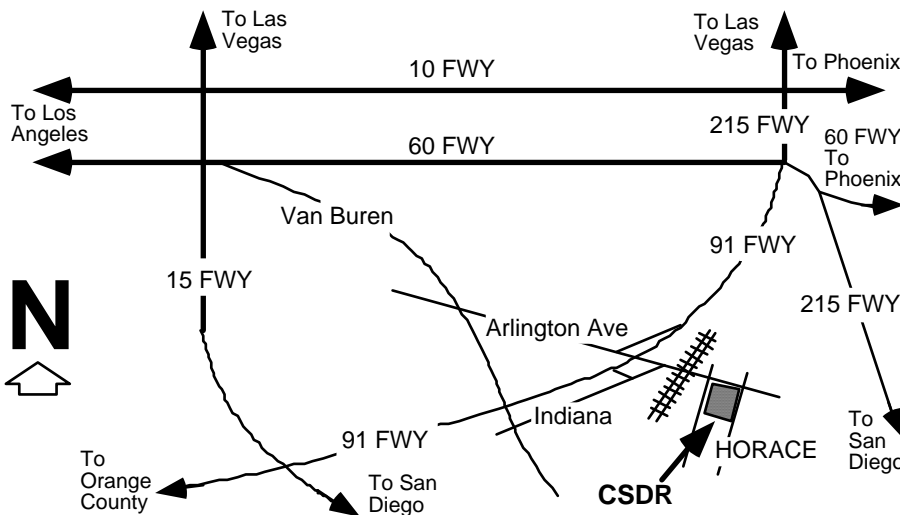 To Las
Vegas
To Las
Vegas
10 FWY
To Phoenix
To Los
Angeles
215 FWY
60 FWY
60 FWY
To
Phoenix
Van Buren
91 FWY
15 FWY
215 FWY
N
Arlington Ave
Indiana
91 FWY
HORACE
To
San
Diego
To
Orange
County
To San
Diego
CSDR